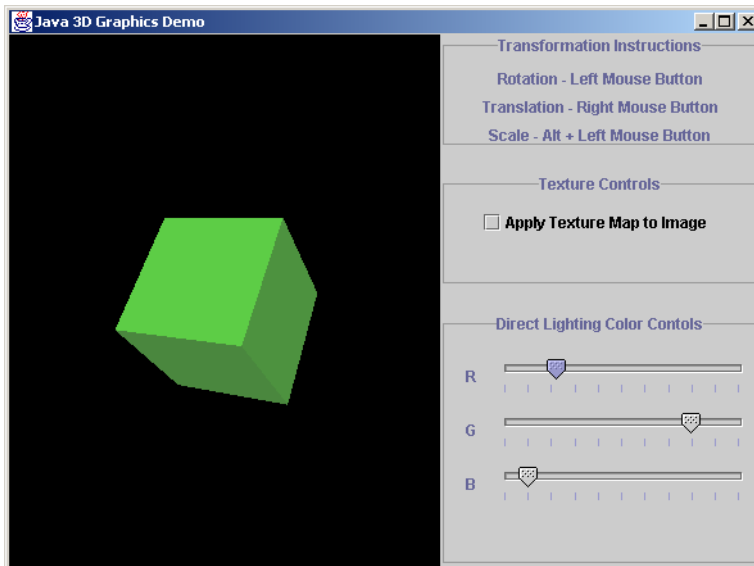 Java 3D Graphics Demo
Transformation Instructions
Rotation - Left Mouse Button
Translation - Right Mouse Button
Scale - Alt + Left Mouse Button
Texture Controls
Apply Texture Map to Image
Direct Lighting Color Contols
R
G
B